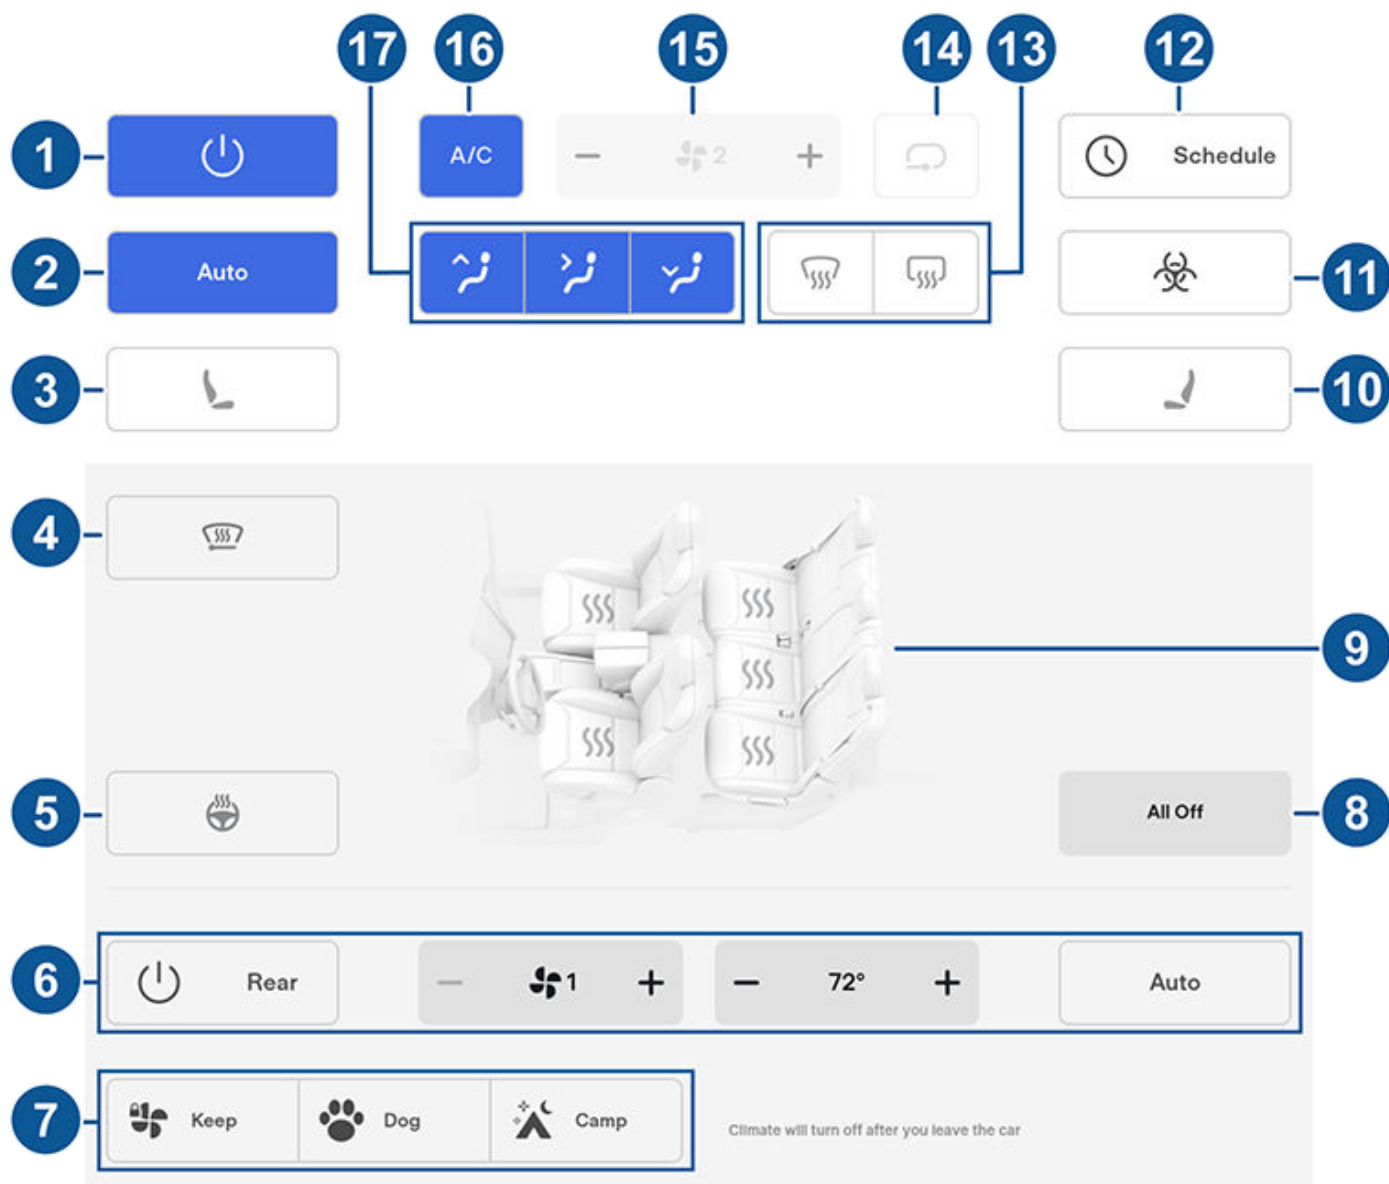 17 16 15 14 13 12
1 A/C 2 Schedule
2 Auto 11
3 10
4
9
5 All Off 8
6 Rear 1 72° Auto
7 Keep Dog Camp Climate will turn off after you leave the car